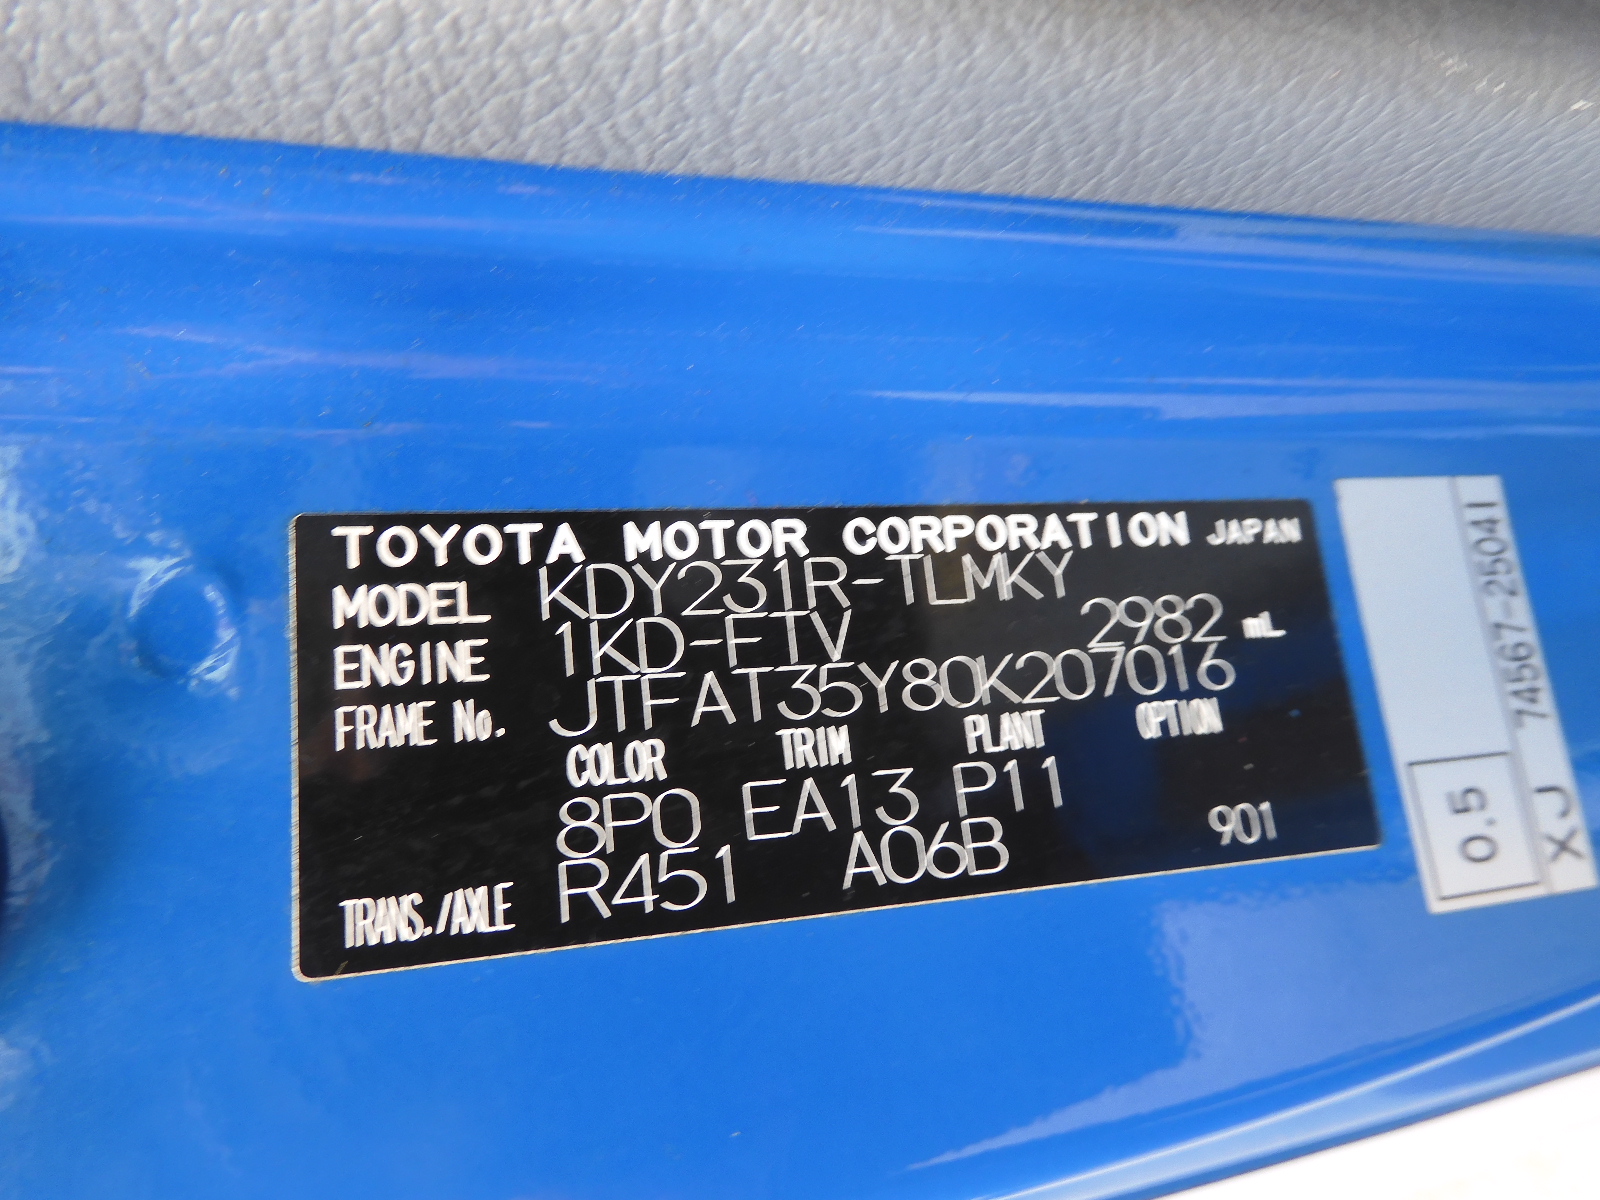 TOYOTA MOTOR CORPORATION JAPAN
MODEL KDY231R-TLMKY
ENGINE 1KD-FTV 2982 mL
FRAME No. JTFAT35Y80K207016
COLOR TRIM PLANT OPTION
8P0 EA13 P11
TRANS./AXLE R451 A06B 901
74567-25041
0.5 XJ